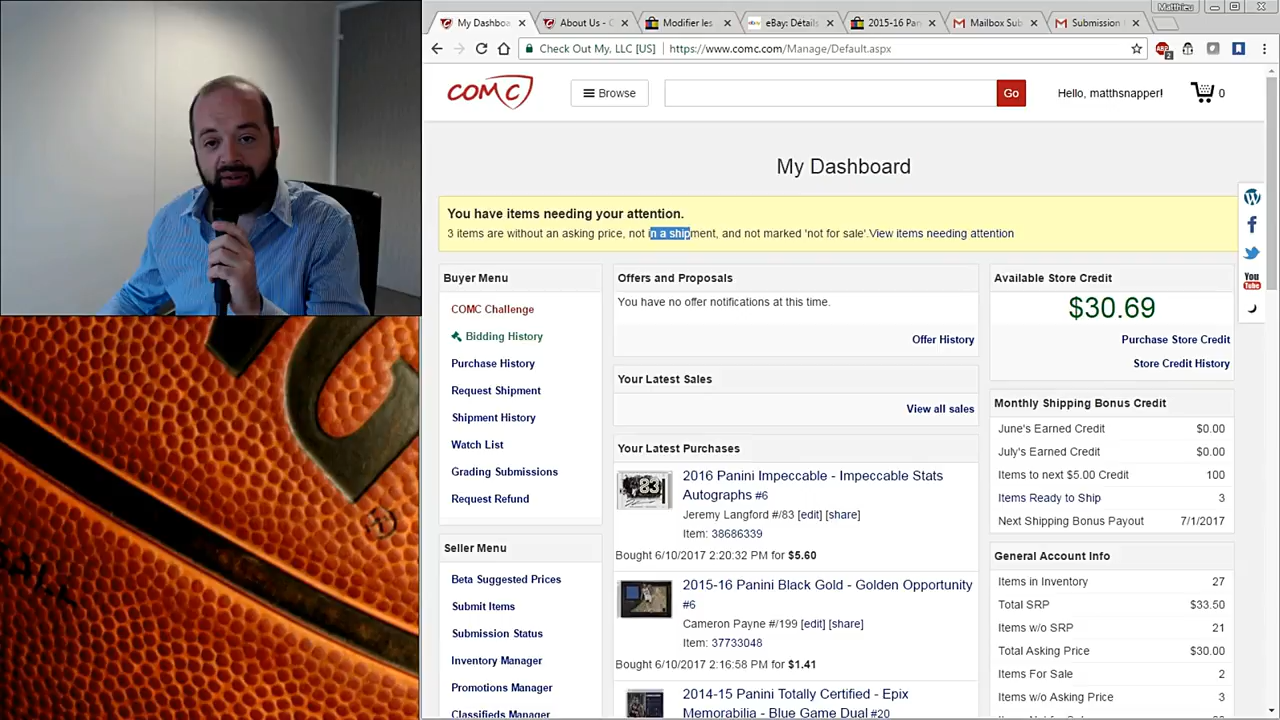 Matthieu
My Dashboa
About Us - C
Modifier les
eBay: Détails
2015-16 Pan
Mailbox Sub
Submission
Check Out My, LLC [US]
https://www.comc.com/Manage/Default.aspx
COMC
Browse
Go
Hello, matthsnapper!
0
My Dashboard
You have items needing your attention.
3 items are without an asking price, not in a shipment, and not marked 'not for sale'.View items needing attention
Buyer Menu
COMC Challenge
Bidding History
Purchase History
Request Shipment
Shipment History
Watch List
Grading Submissions
Request Refund
Seller Menu
Beta Suggested Prices
Submit Items
Submission Status
Inventory Manager
Promotions Manager
Classifieds Manager
Offers and Proposals
You have no offer notifications at this time.
Offer History
Your Latest Sales
View all sales
Your Latest Purchases
2016 Panini Impeccable - Impeccable Stats
Autographs #6
Jeremy Langford #/83 [edit] [share]
Item: 38686339
Bought 6/10/2017 2:20:32 PM for $5.60
2015-16 Panini Black Gold - Golden Opportunity
#6
Cameron Payne #/199 [edit] [share]
Item: 37733048
Bought 6/10/2017 2:16:58 PM for $1.41
2014-15 Panini Totally Certified - Epix
Memorabilia - Blue Game Dual #20
Available Store Credit
$30.69
Purchase Store Credit
Store Credit History
Monthly Shipping Bonus Credit
June's Earned Credit $0.00
July's Earned Credit $0.00
Items to next $5.00 Credit 100
Items Ready to Ship 3
Next Shipping Bonus Payout 7/1/2017
General Account Info
Items in Inventory 27
Total SRP $33.50
Items w/o SRP 21
Total Asking Price $30.00
Items For Sale 2
Items w/o Asking Price 3
You
Tube
83